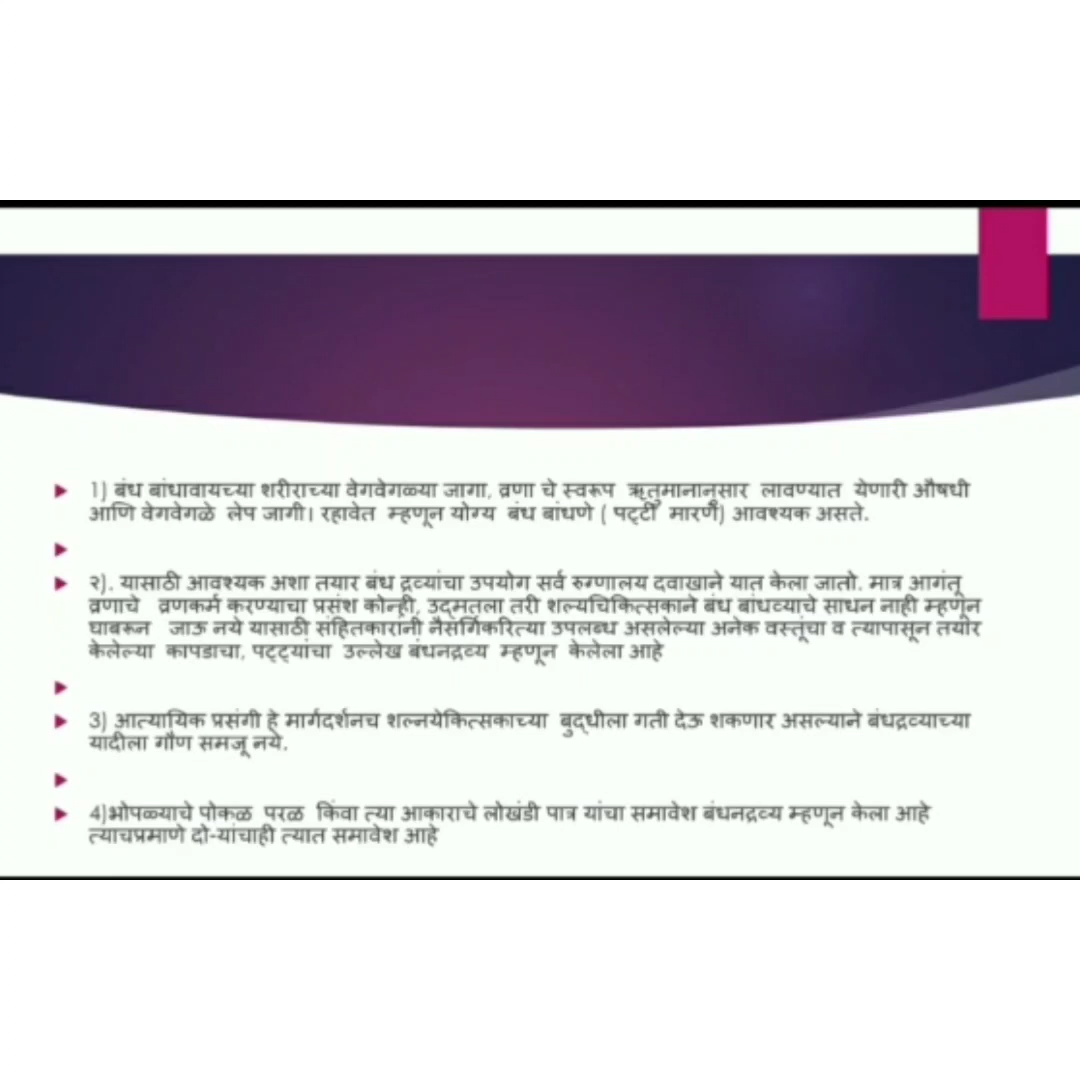 1) बंध बांधावायच्या शरीराच्या वेगवेगळ्या जागा, व्रणा चे स्वरूप ऋतुमानानुसार लावण्यात येणारी औषधी
आणि वेगवेगळे लेप जागी। रहावेत म्हणून योग्य बंध बांधणे ( पट्टी मारणे) आवश्यक असते.
२). यासाठी आवश्यक अशा तयार बंध द्रव्यांचा उपयोग सर्व रुग्णालय दवाखाने यात केला जातो. मात्र आगंतू
व्रणाचे व्रणकर्म करण्याचा प्रसंश कोन्ही, उद्मतला तरी शल्यचिकित्सकाने बंध बांधव्याचे साधन नाही म्हणून
घाबरून जाऊ नये यासाठी संहितकारांनी नैसर्गिकरित्या उपलब्ध असलेल्या अनेक वस्तूंचा व त्यापासून तयार
केलेल्या कापडाचा, पट्ट्यांचा उल्लेख बंधनद्रव्य म्हणून केलेला आहे
3) आत्यायिक प्रसंगी हे मार्गदर्शनच शल्नयेकित्सकाच्या बुद्धीला गती देऊ शकणार असल्याने बंधद्रव्याच्या
यादीला गौण समजू नये.
4)भोपळ्याचे पोकळ परळ किंवा त्या आकाराचे लोखंडी पात्र यांचा समावेश बंधनद्रव्य म्हणून केला आहे
त्याचप्रमाणे दो-यांचाही त्यात समावेश आहे